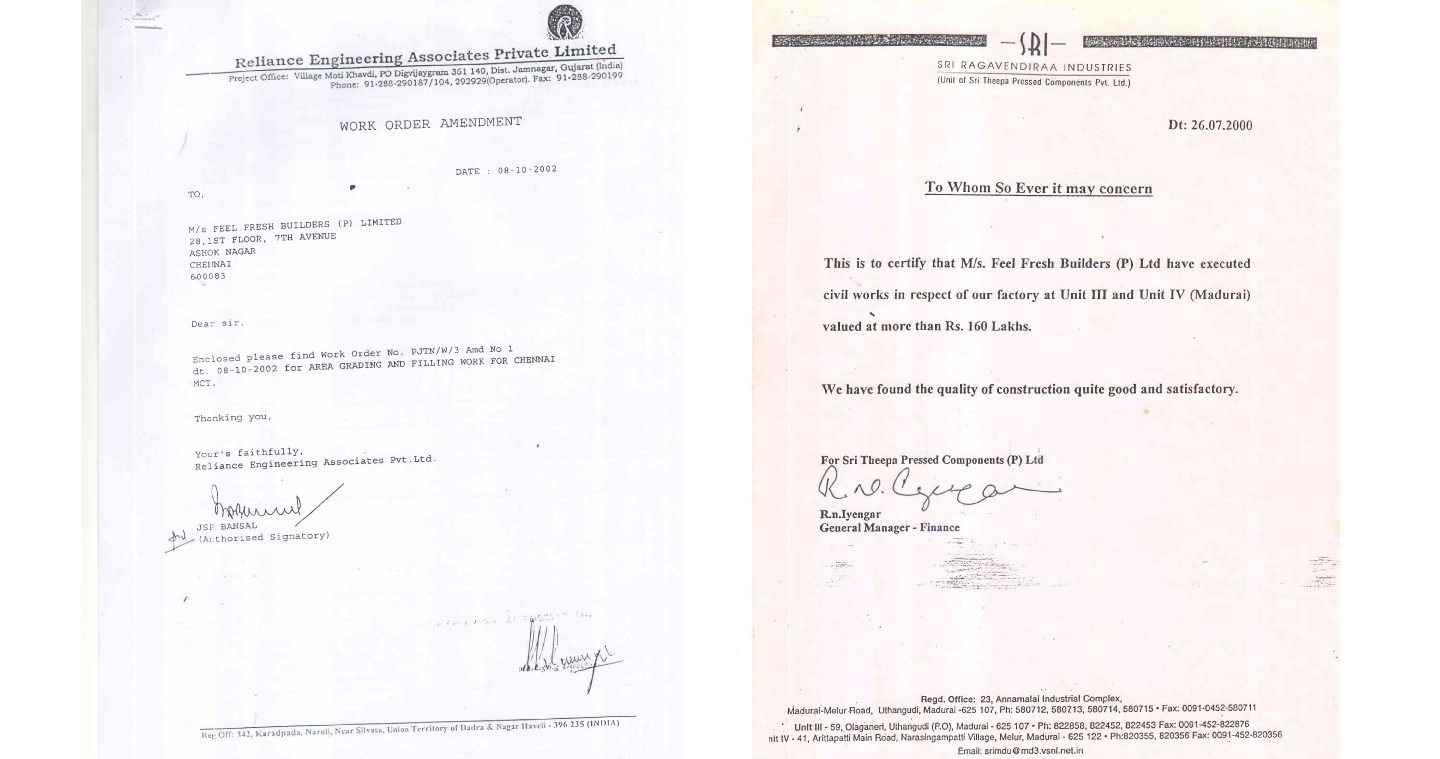 Reliance Engineering Associates Private Limited
Project Office: Village Moti Khavdi, PO Digvijaygram 361 140, Dist. Jamnagar, Gujarat (India)
Phone: 91-288-290187/104, 292929(Operator). Fax: 91-288-290199
WORK ORDER AMENDMENT
DATE : 08-10-2002
TO,
M/s FEEL FRESH BUILDERS (P) LIMITED
28,1ST FLOOR, 7TH AVENUE
ASHOK NAGAR
CHENNAI
600083
Dear sir,
Enclosed please find Work Order No. PJTN/W/3 Amd No 1
dt. 08-10-2002 for AREA GRADING AND FILLING WORK FOR CHENNAI
MCT.
Thanking you,
Your's faithfully,
Reliance Engineering Associates Pvt.Ltd.
JSP BANSAL
(Authorised Signatory)
Reg Off: 342, Karadpada, Naroli, Near Silvasa, Union Territory of Dadra & Nagar Haveli - 396 235 (INDIA)
—SRI—
SRI RAGAVENDIRAA INDUSTRIES
(Unit of Sri Theepa Pressed Components Pvt. Ltd.)
Dt: 26.07.2000
To Whom So Ever it may concern
This is to certify that M/s. Feel Fresh Builders (P) Ltd have executed
civil works in respect of our factory at Unit III and Unit IV (Madurai)
valued at more than Rs. 160 Lakhs.
We have found the quality of construction quite good and satisfactory.
For Sri Theepa Pressed Components (P) Ltd
R.n.Iyengar
General Manager - Finance
Regd. Office: 23, Annamalai Industrial Complex,
Madurai-Melur Road, Uthangudi, Madurai -625 107, Ph: 580712, 580713, 580714, 580715 • Fax: 0091-0452-580711
Unit III - 59, Olaganeri, Uthangudi (P.O), Madurai - 625 107 • Ph: 822858, 822452, 822453 Fax: 0091-452-822876
nit IV - 41, Arittapatti Main Road, Narasingampatti Village, Melur, Madurai - 625 122 • Ph:820355, 820356 Fax: 0091-452-820356
Email: srimdu@md3.vsnl.net.in